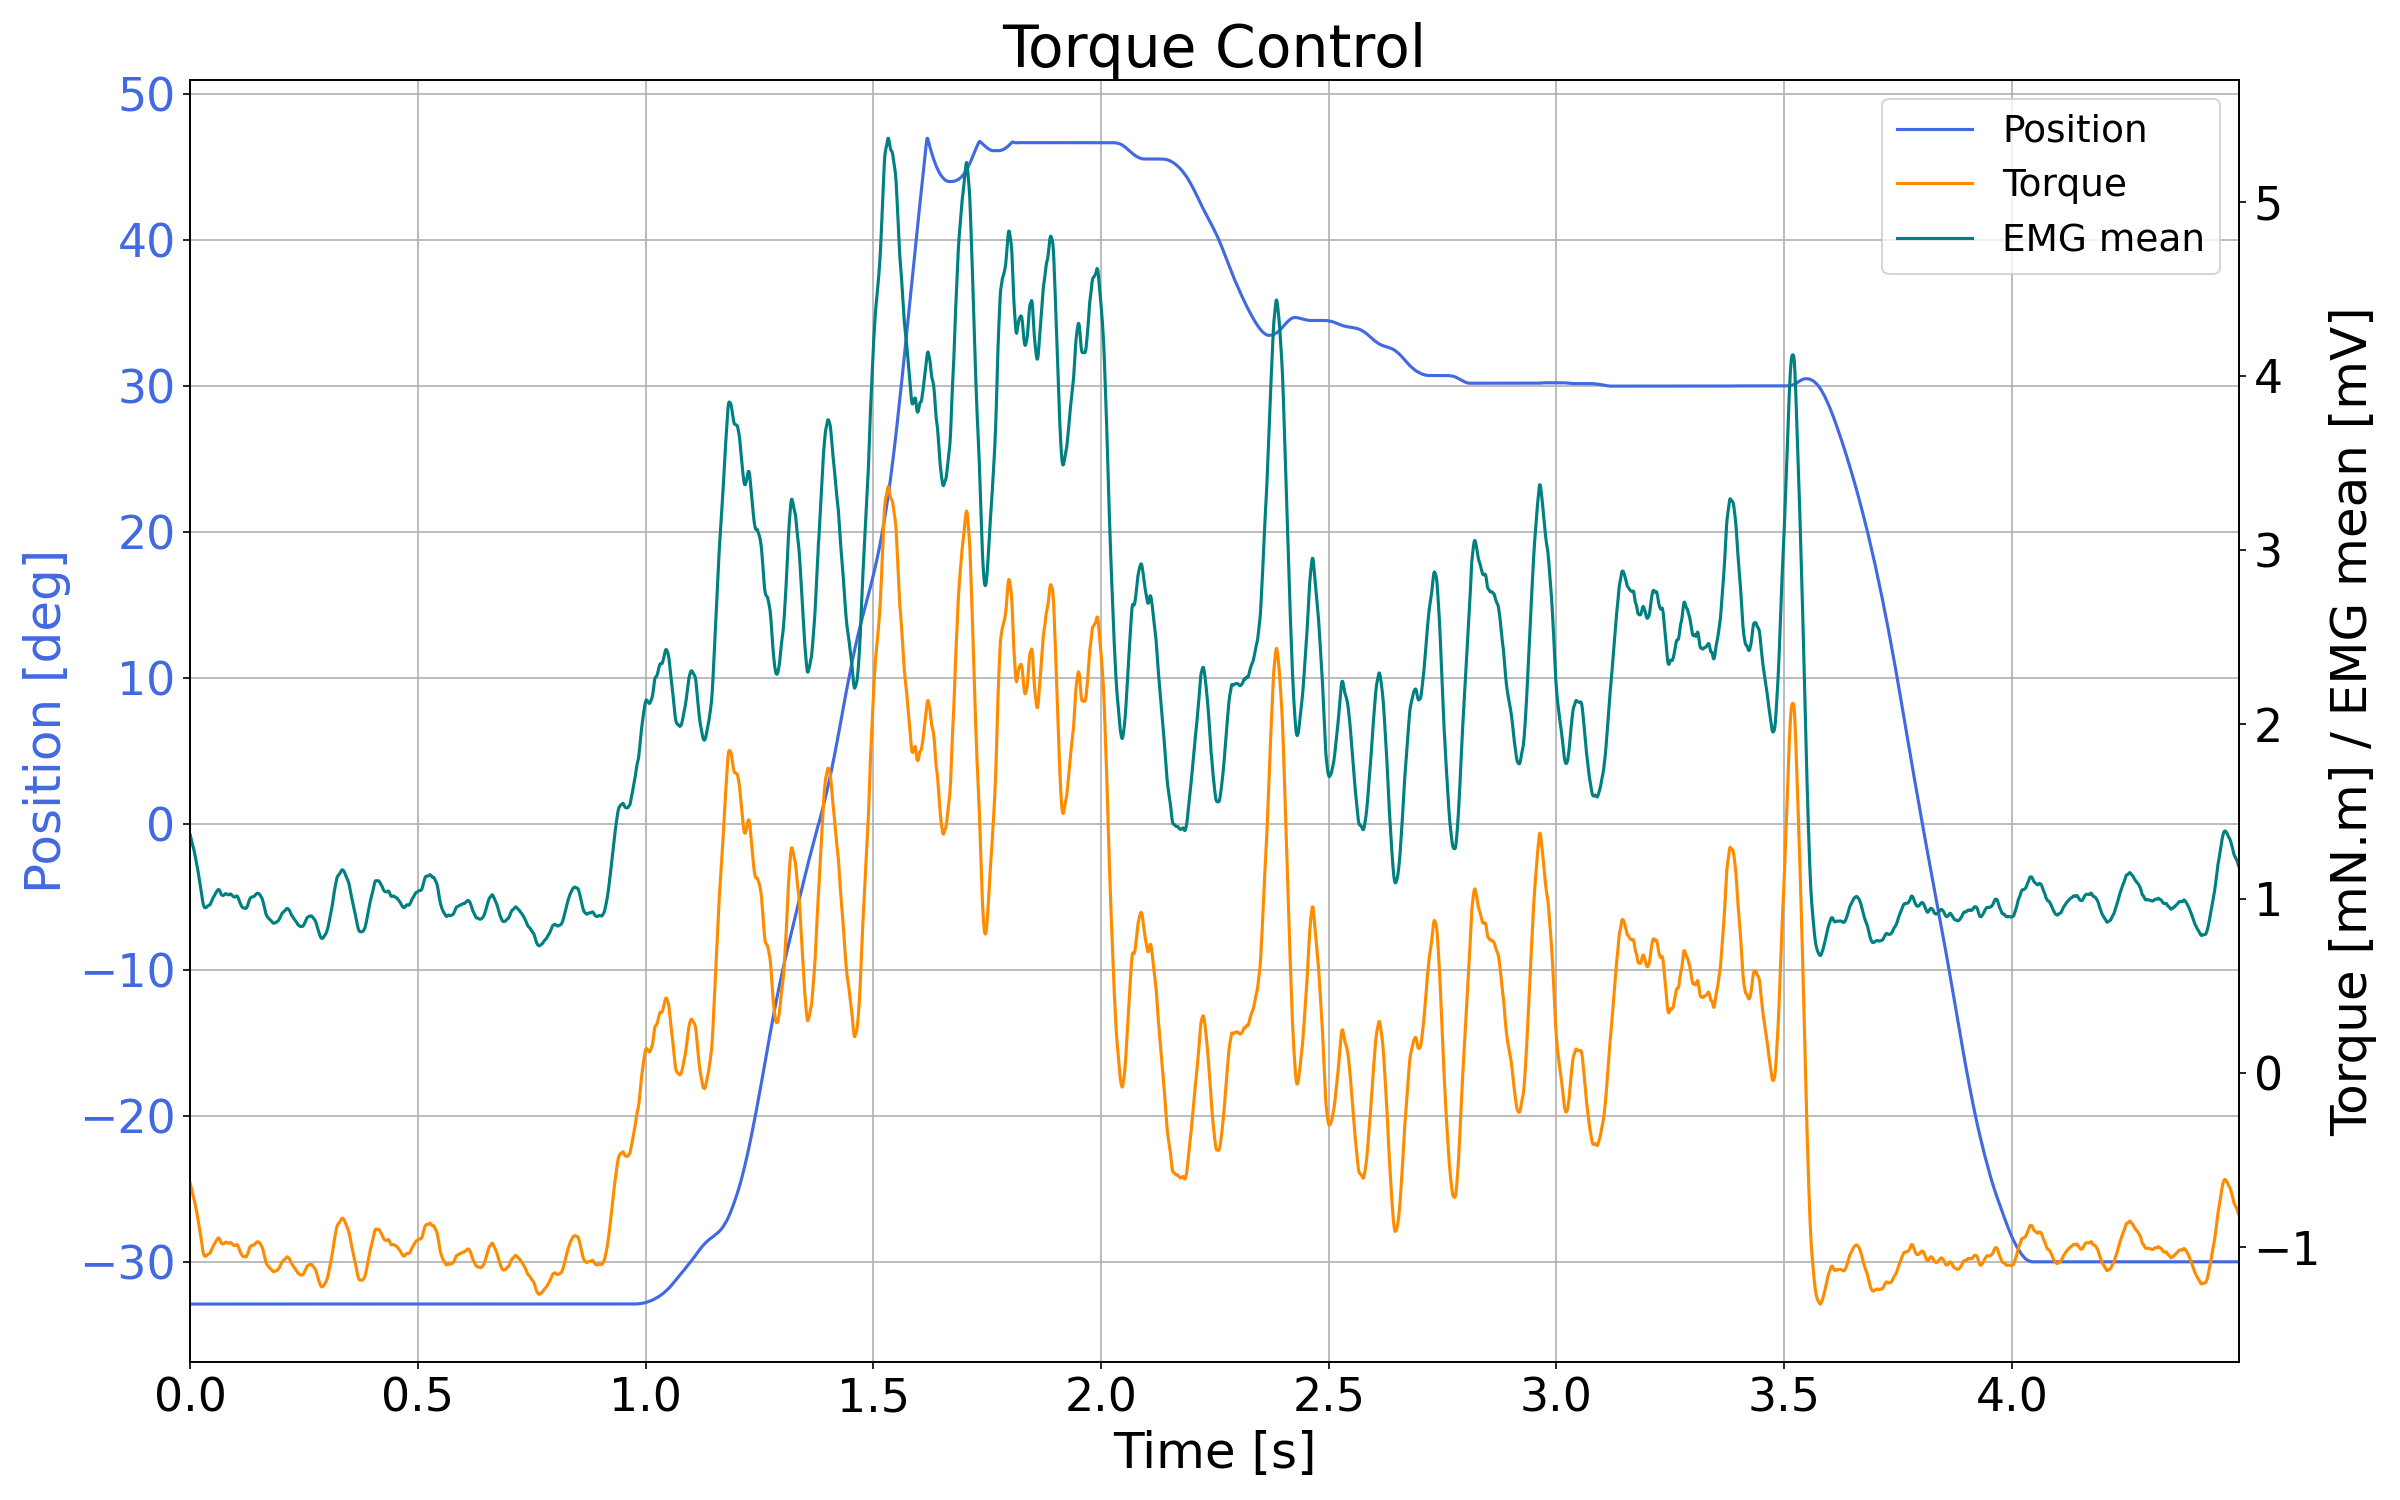 Torque Control
50
40
30
20
10
0
−10
−20
−30
Position [deg]
Position
Torque
EMG mean
5
4
3
2
1
0
−1
Torque [mN.m] / EMG mean [mV]
0.0 0.5 1.0 1.5 2.0 2.5 3.0 3.5 4.0
Time [s]